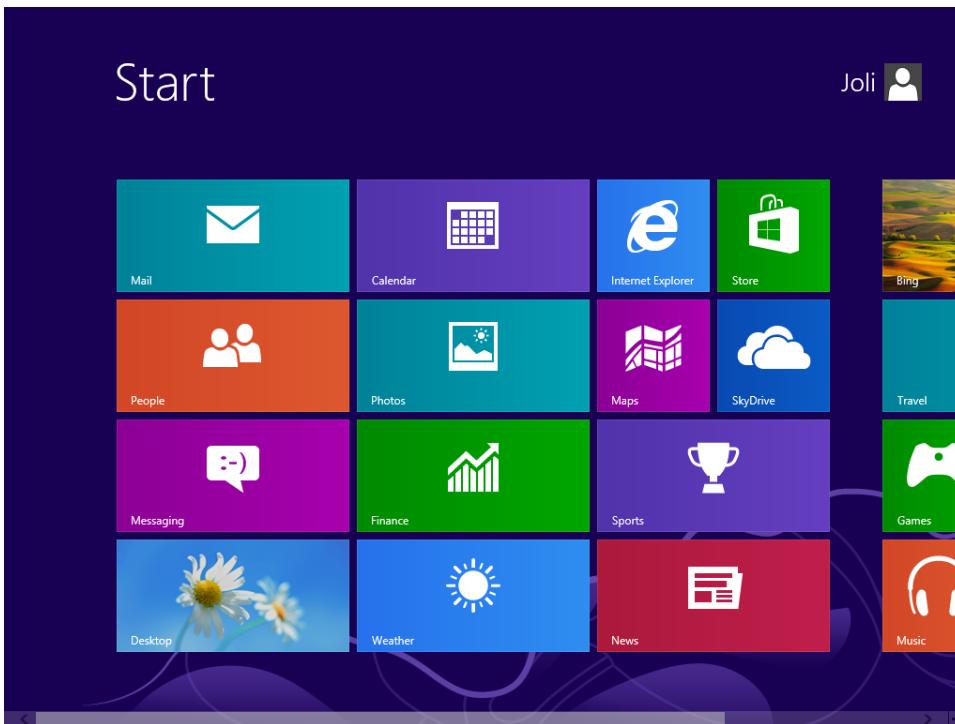 Start
Joli
Mail
Calendar
Internet Explorer
Store
Bing
People
Photos
Maps
SkyDrive
Travel
:-)
Messaging
Finance
Sports
Games
Desktop
Weather
News
Music